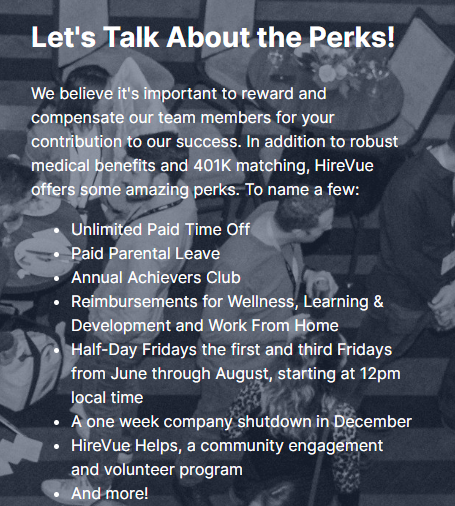 Let's Talk About the Perks!
We believe it's important to reward and
compensate our team members for your
contribution to our success. In addition to robust
medical benefits and 401K matching, HireVue
offers some amazing perks. To name a few:
• Unlimited Paid Time Off
• Paid Parental Leave
• Annual Achievers Club
• Reimbursements for Wellness, Learning &
Development and Work From Home
• Half-Day Fridays the first and third Fridays
from June through August, starting at 12pm
local time
• A one week company shutdown in December
• HireVue Helps, a community engagement
and volunteer program
• And more!